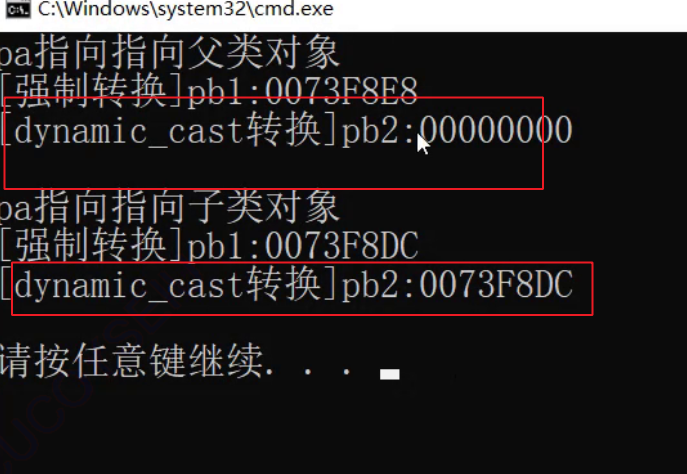 C:\Windows\system32\cmd.exe
pa指向指向父类对象
[强制转换]pb1:0073F8E8
[dynamic_cast转换]pb2:00000000
pa指向指向子类对象
[强制转换]pb1:0073F8DC
[dynamic_cast转换]pb2:0073F8DC
请按任意键继续. . .